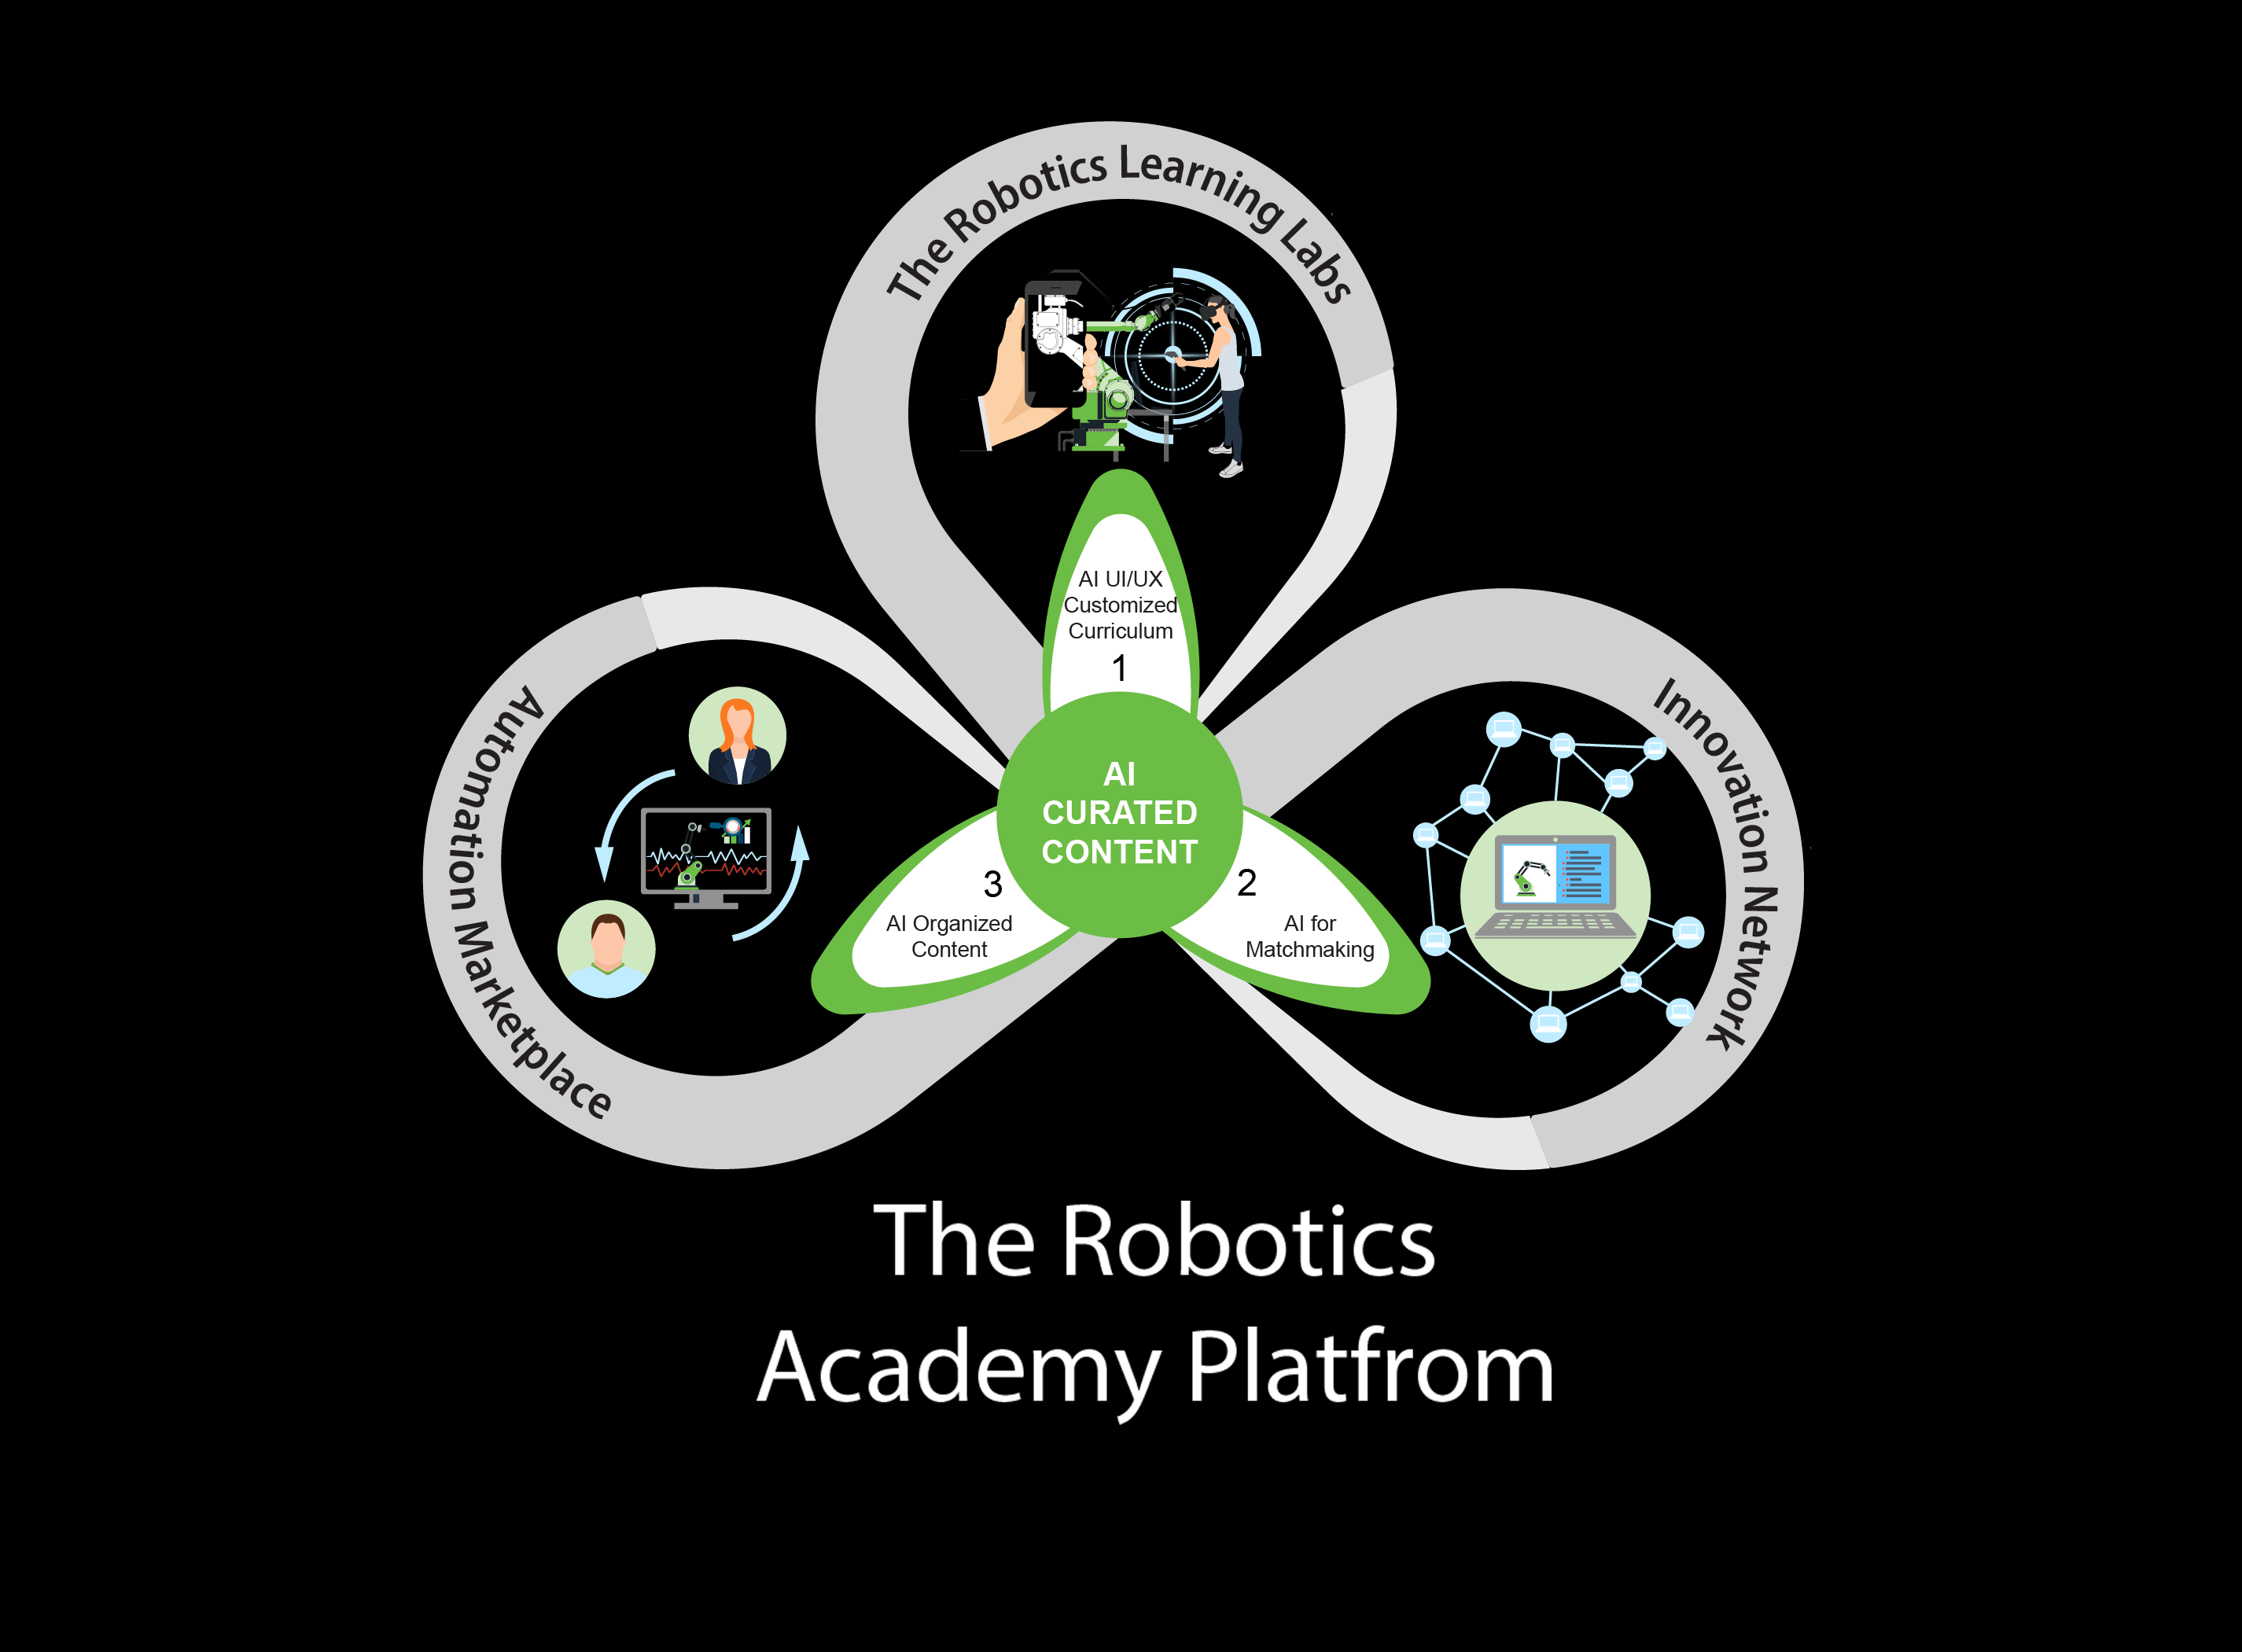 The Robotics Learning Labs
AI UI/UX
Customized
Curriculum
1
Innovation Network
AI
CURATED
CONTENT
2
AI for
Matchmaking
3
AI Organized
Content
Automation Marketplace
The Robotics
Academy Platfrom